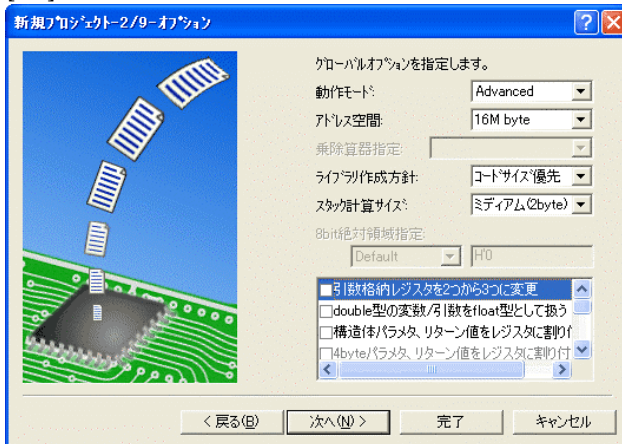 新規プロジェクト-2/9-オプション
グローバルオプションを指定します。
動作モード: Advanced
アドレス空間: 16M byte
乗除算器指定:
ライブラリ作成方針: コードサイズ優先
スタック計算サイズ: ミディアム(2byte)
8bit絶対領域指定:
Default H'0
引数格納レジスタを2つから3つに変更
double型の変数/引数をfloat型として扱う
構造体パラメタ、リターン値をレジスタに割り付
4byteパラメタ、リターン値をレジスタに割り付
< 戻る(B) 次へ(N) > 完了 キャンセル